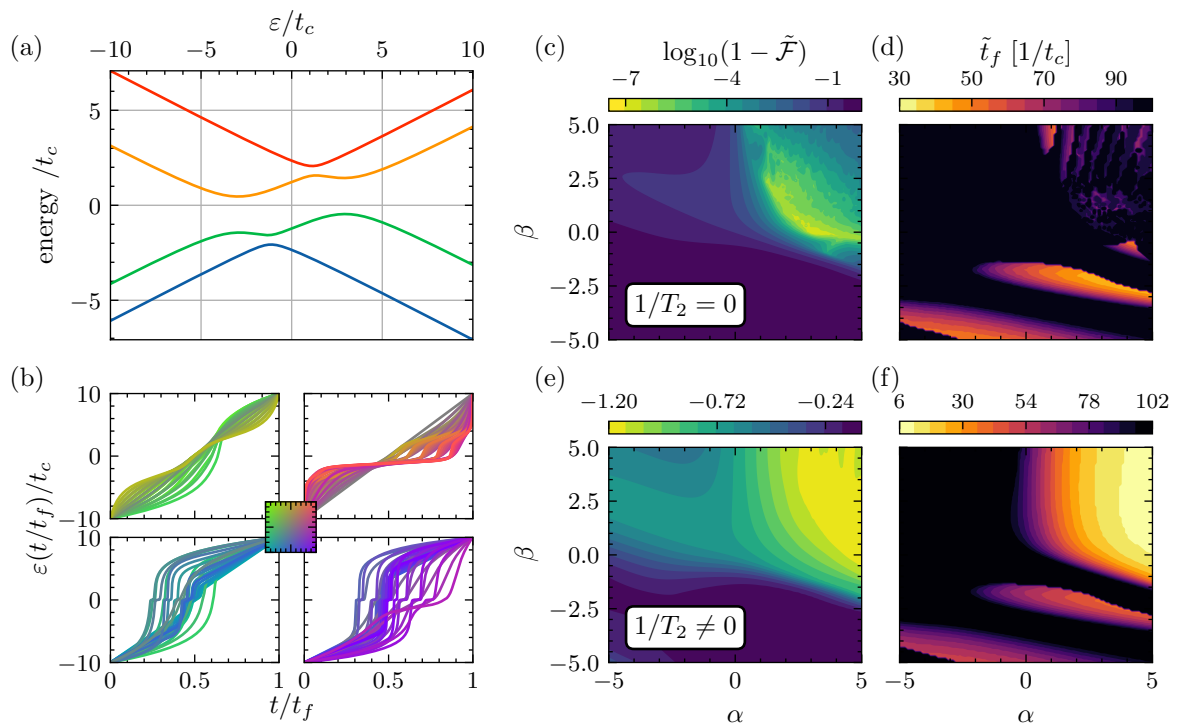 (a)
ε/t_c
−10 −5 0 5 10
energy /t_c
5
0
−5
(b)
ε(t/t_f)/t_c
10
0
−10
10
0
−10
0 0.5 1
0 0.5 1
t/t_f
(c)
log₁₀(1 − F̃)
−7 −4 −1
5.0
2.5
0.0
−2.5
−5.0
β
1/T₂ = 0
(d)
t̃_f [1/t_c]
30 50 70 90
(e)
−1.20 −0.72 −0.24
5.0
2.5
0.0
−2.5
−5.0
β
1/T₂ ≠ 0
−5 0 5
α
(f)
6 30 54 78 102
−5 0 5
α